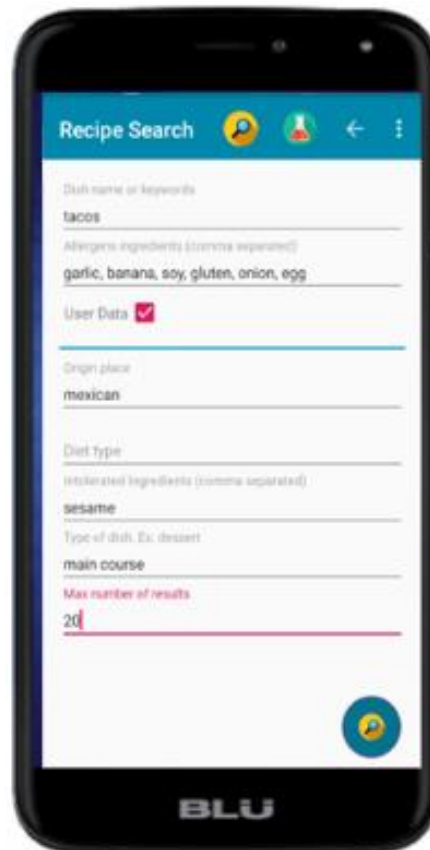 Recipe Search
Dish name or keywords
tacos
Allergens ingredients (comma separated)
garlic, banana, soy, gluten, onion, egg
User Data
Origin place
mexican
Diet type
Intolerated Ingredients (comma separated)
sesame
Type of dish. Ex: dessert
main course
Max number of results
20
BLU